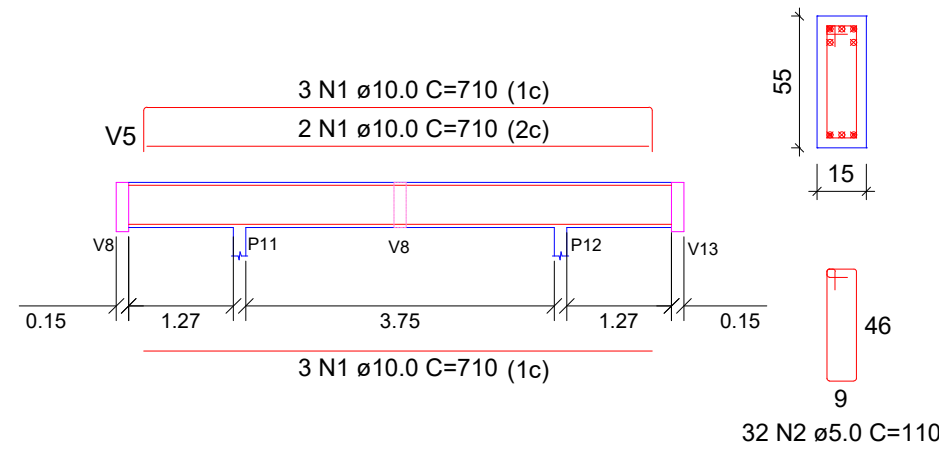 3 N1 ø10.0 C=710 (1c)
V5
2 N1 ø10.0 C=710 (2c)
55
15
V8
P11
V8
P12
V13
0.15
1.27
3.75
1.27
0.15
3 N1 ø10.0 C=710 (1c)
46
9
32 N2 ø5.0 C=110